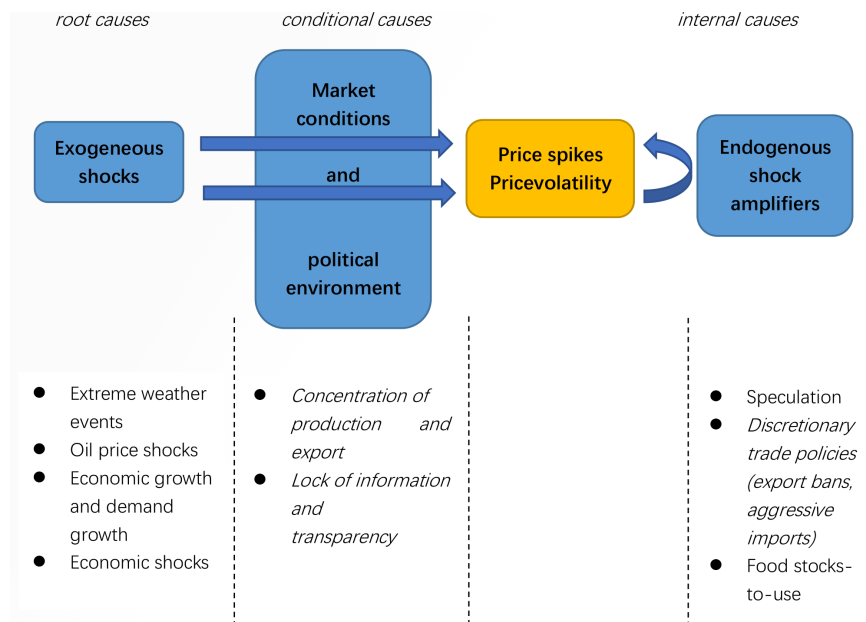 root causes
conditional causes
internal causes
Exogeneous
shocks
Market
conditions
and
political
environment
Price spikes
Pricevolatility
Endogenous
shock
amplifiers
● Extreme weather
events
● Oil price shocks
● Economic growth
and demand
growth
● Economic shocks
● Concentration of
production and
export
● Lock of information
and
transparency
● Speculation
● Discretionary
trade policies
(export bans,
aggressive
imports)
● Food stocks-
to-use